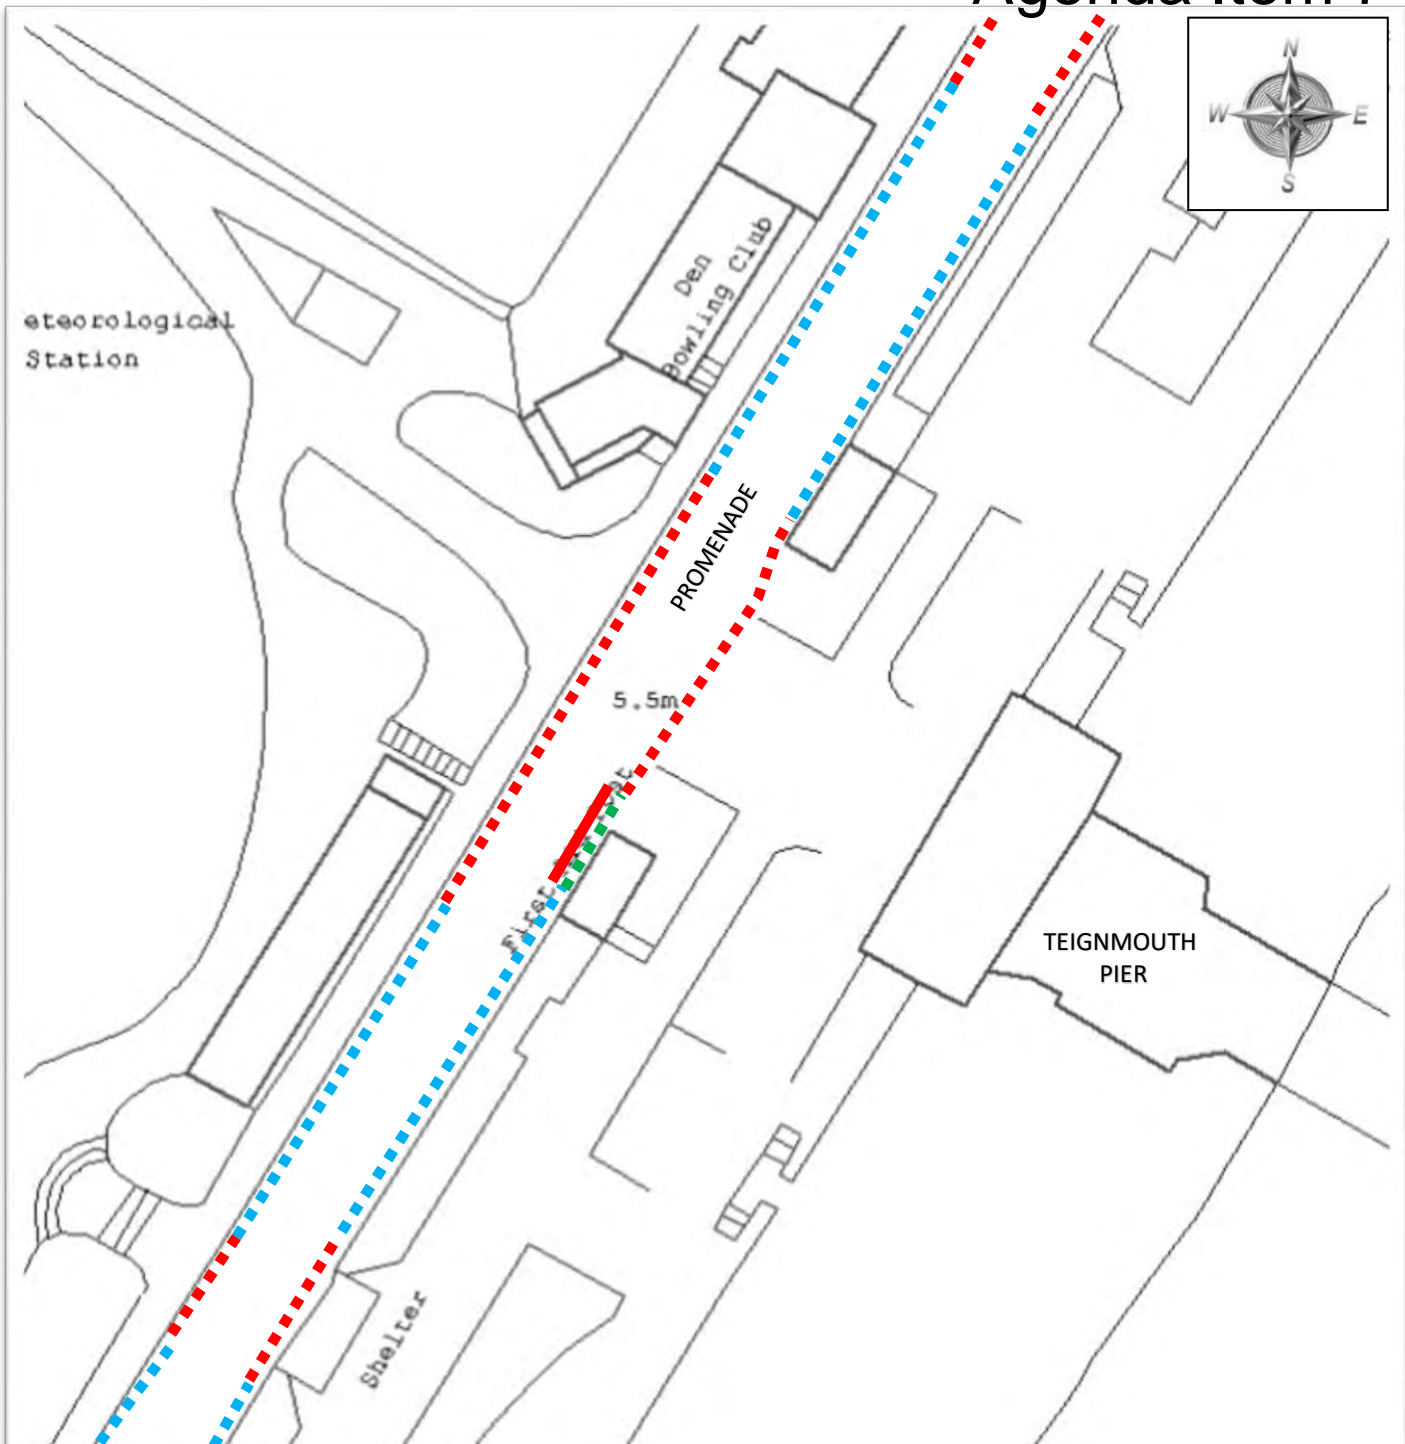 Agenda Item 7
N
W
E
S
Den
Bowling Club
eteorological
Station
PROMENADE
5.5m
First
TEIGNMOUTH
PIER
Shelter